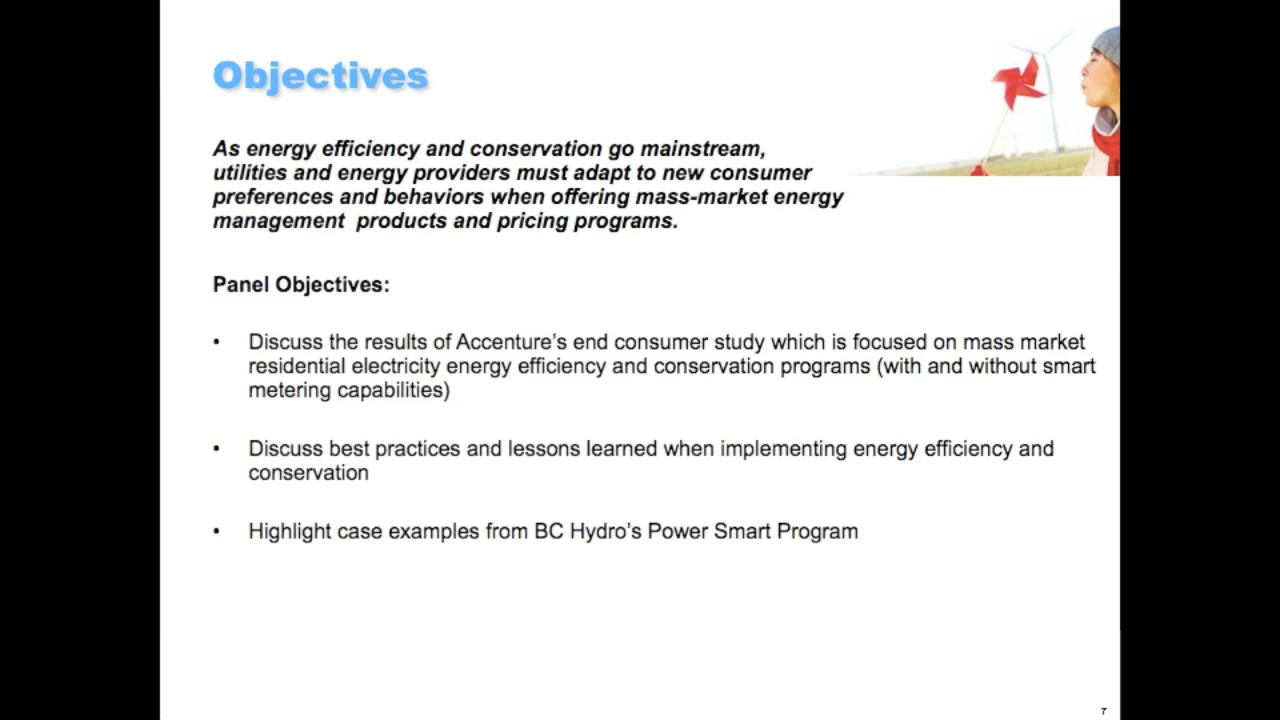 Objectives
As energy efficiency and conservation go mainstream,
utilities and energy providers must adapt to new consumer
preferences and behaviors when offering mass-market energy
management  products and pricing programs.
Panel Objectives:
• Discuss the results of Accenture’s end consumer study which is focused on mass market
residential electricity energy efficiency and conservation programs (with and without smart
metering capabilities)
• Discuss best practices and lessons learned when implementing energy efficiency and
conservation
• Highlight case examples from BC Hydro’s Power Smart Program
7